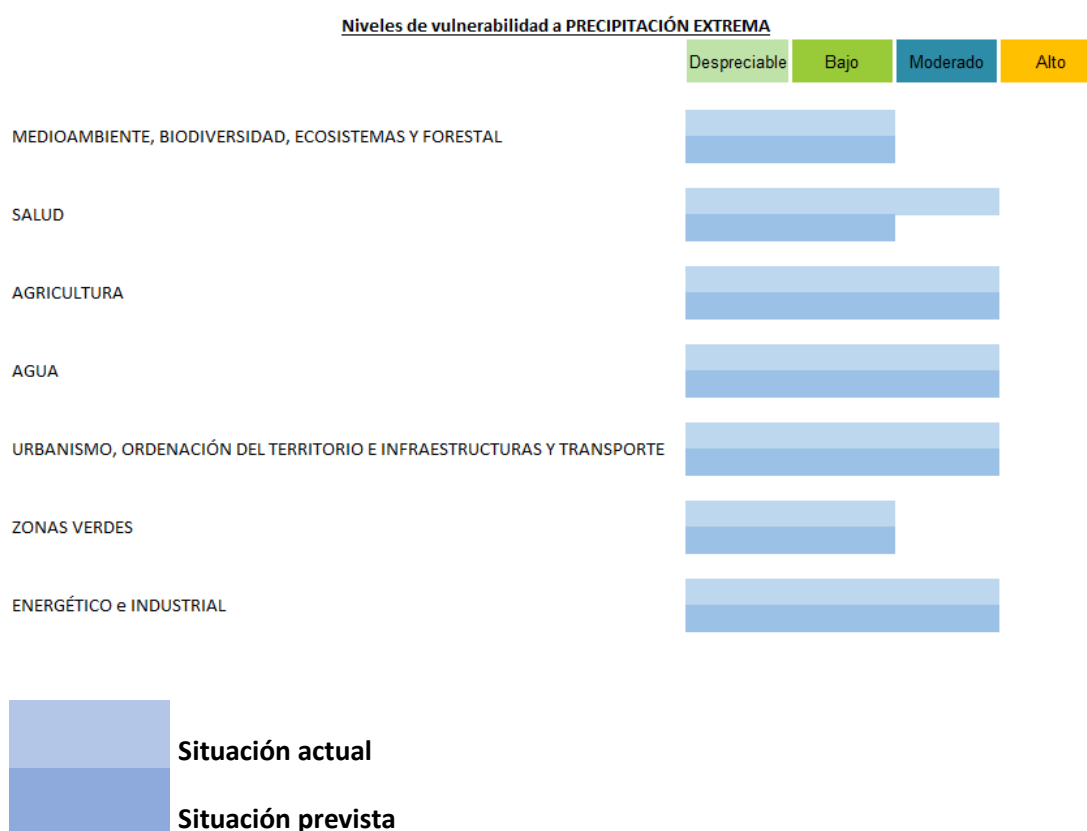 Niveles de vulnerabilidad a PRECIPITACIÓN EXTREMA
Despreciable Bajo Moderado Alto
MEDIOAMBIENTE, BIODIVERSIDAD, ECOSISTEMAS Y FORESTAL
SALUD
AGRICULTURA
AGUA
URBANISMO, ORDENACIÓN DEL TERRITORIO E INFRAESTRUCTURAS Y TRANSPORTE
ZONAS VERDES
ENERGÉTICO e INDUSTRIAL
Situación actual
Situación prevista